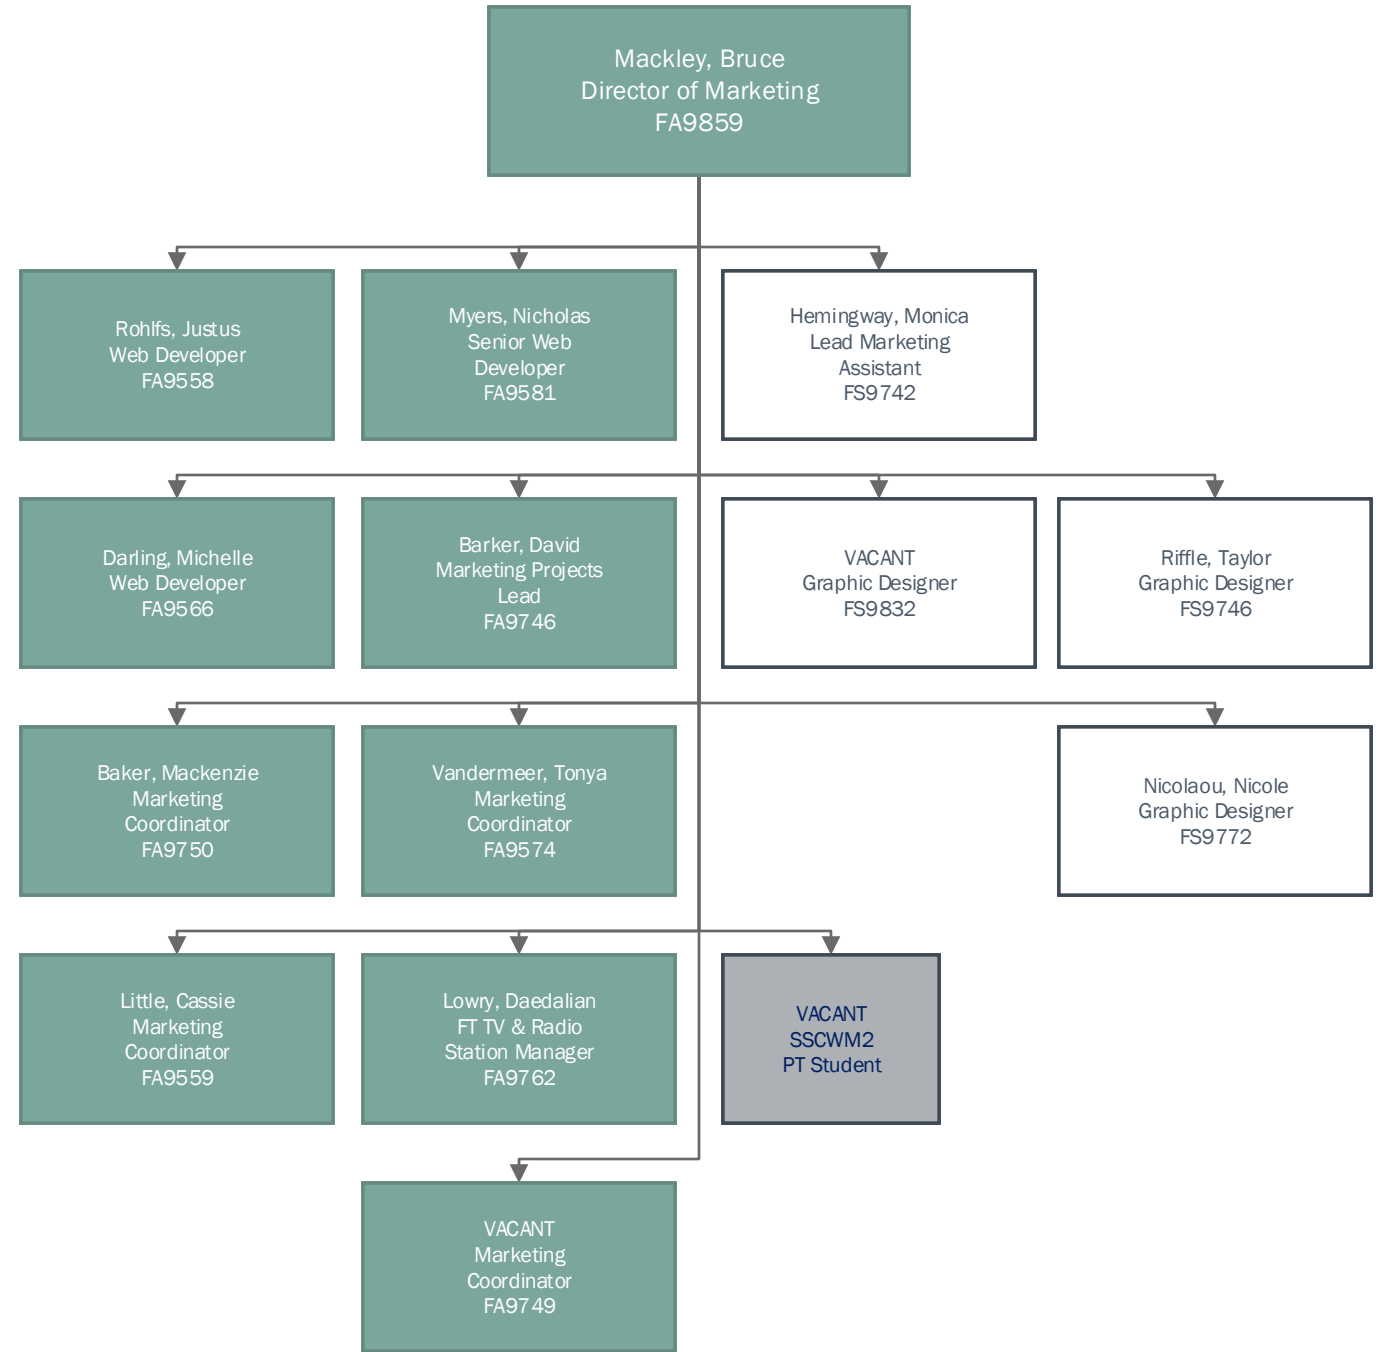 Mackley, Bruce
Director of Marketing
FA9859
Rohlfs, Justus
Web Developer
FA9558
Myers, Nicholas
Senior Web
Developer
FA9581
Hemingway, Monica
Lead Marketing
Assistant
FS9742
Darling, Michelle
Web Developer
FA9566
Barker, David
Marketing Projects
Lead
FA9746
VACANT
Graphic Designer
FS9832
Riffle, Taylor
Graphic Designer
FS9746
Baker, Mackenzie
Marketing
Coordinator
FA9750
Vandermeer, Tonya
Marketing
Coordinator
FA9574
Nicolaou, Nicole
Graphic Designer
FS9772
Little, Cassie
Marketing
Coordinator
FA9559
Lowry, Daedalian
FT TV & Radio
Station Manager
FA9762
VACANT
SSCWM2
PT Student
VACANT
Marketing
Coordinator
FA9749